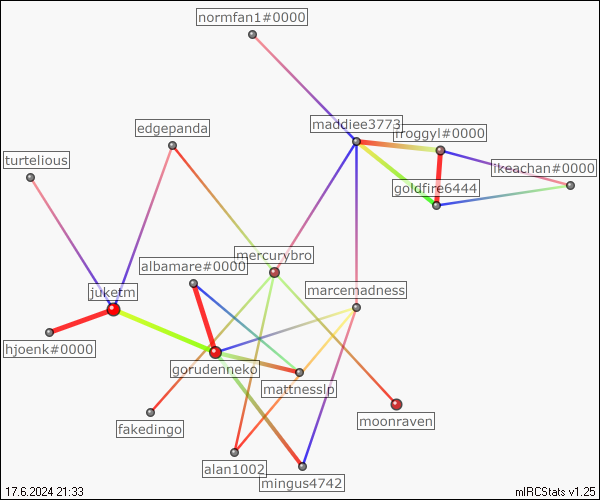 normfan1#0000
edgepanda
maddiee3773
froggyl#0000
turtelious
ikeachan#0000
goldfire6444
mercurybro
albamare#0000
juketm
marcemadness
hjoenk#0000
gorudenneko
mattnesslp
fakedingo
moonraven
alan1002
mingus4742
17.6.2024 21:33
mIRCStats v1.25